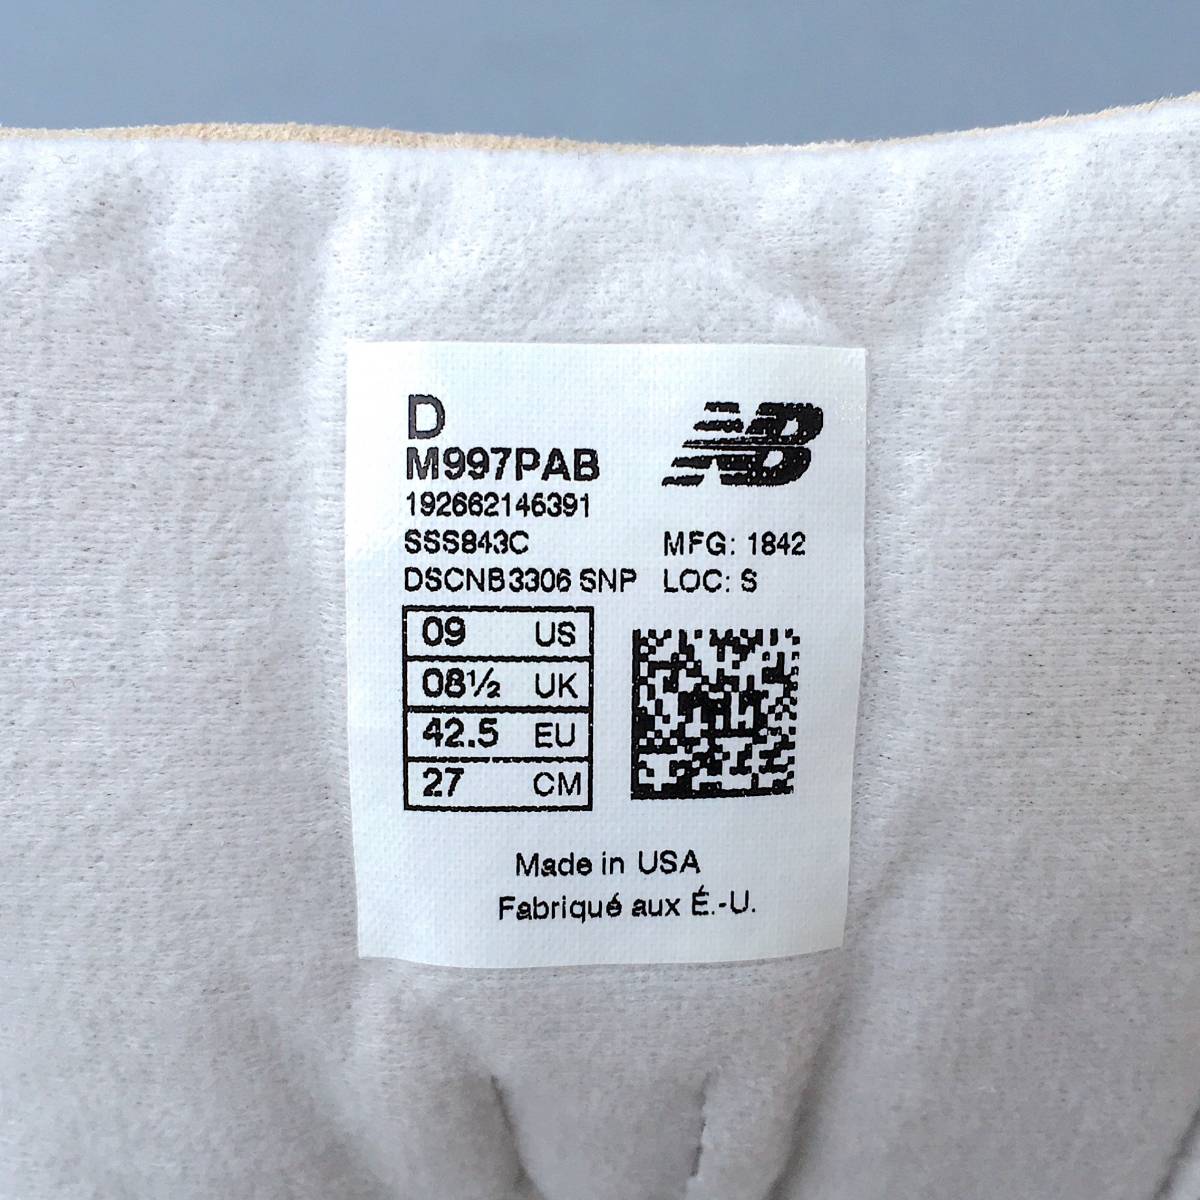 D
NB
M997PAB
192662146391
SSS843C MFG: 1842
DSCNB3306 SNP LOC: S
09 US
08½ UK
42.5 EU
27 CM
Made in USA
Fabriqué aux É.-U.